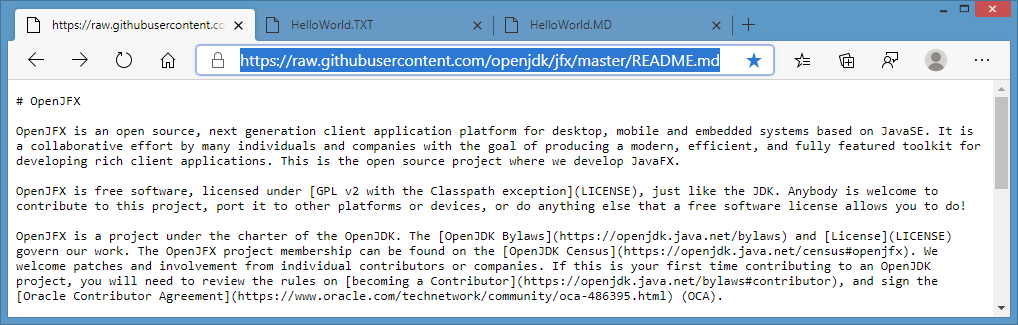 https://raw.githubusercontent.co
HelloWorld.TXT
HelloWorld.MD
https://raw.githubusercontent.com/openjdk/jfx/master/README.md
# OpenJFX
OpenJFX is an open source, next generation client application platform for desktop, mobile and embedded systems based on JavaSE. It is
a collaborative effort by many individuals and companies with the goal of producing a modern, efficient, and fully featured toolkit for
developing rich client applications. This is the open source project where we develop JavaFX.
OpenJFX is free software, licensed under [GPL v2 with the Classpath exception](LICENSE), just like the JDK. Anybody is welcome to
contribute to this project, port it to other platforms or devices, or do anything else that a free software license allows you to do!
OpenJFX is a project under the charter of the OpenJDK. The [OpenJDK Bylaws](https://openjdk.java.net/bylaws) and [License](LICENSE)
govern our work. The OpenJFX project membership can be found on the [OpenJDK Census](https://openjdk.java.net/census#openjfx). We
welcome patches and involvement from individual contributors or companies. If this is your first time contributing to an OpenJDK
project, you will need to review the rules on [becoming a Contributor](https://openjdk.java.net/bylaws#contributor), and sign the
[Oracle Contributor Agreement](https://www.oracle.com/technetwork/community/oca-486395.html) (OCA).